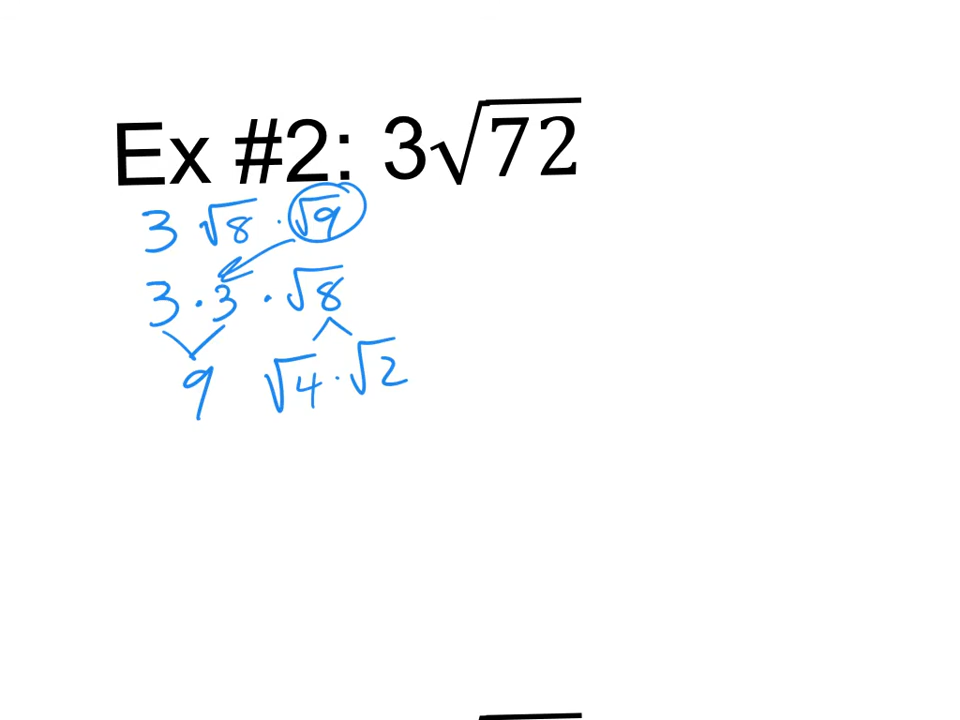 Ex #2: 3√72
3 √8 · √9
3 · 3 · √8
9 √4 · √2